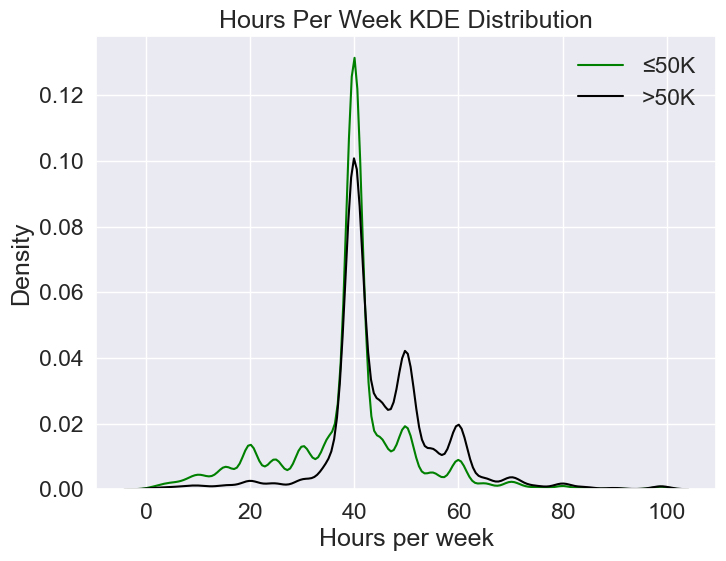 Hours Per Week KDE Distribution
≤50K
>50K
Density
0.12
0.10
0.08
0.06
0.04
0.02
0.00
0 20 40 60 80 100
Hours per week